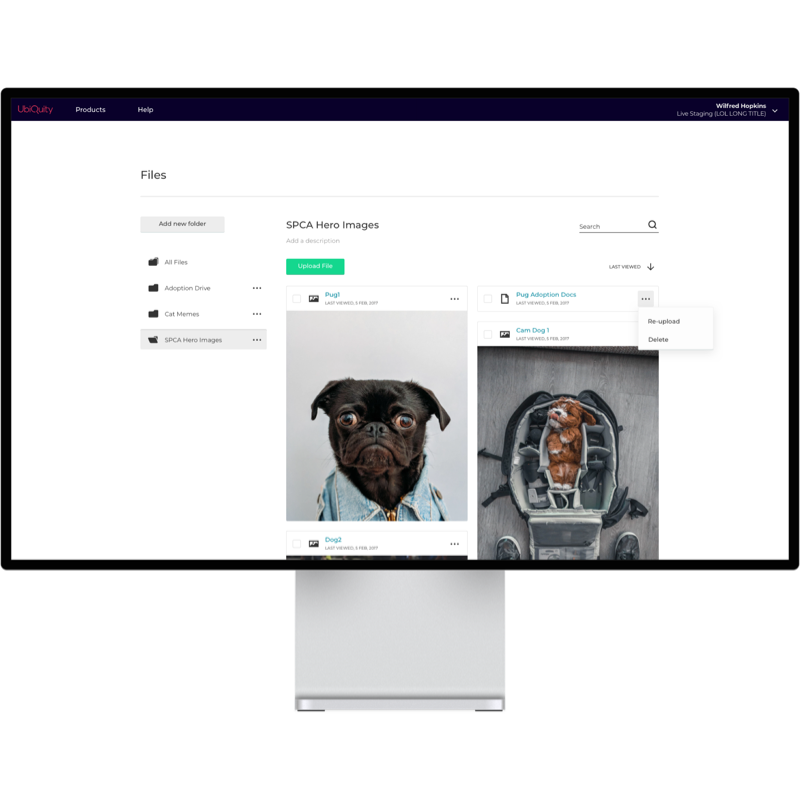 UbiQuity
Products
Help
Wilfred Hopkins
Live Staging (LOL LONG TITLE)
Files
Add new folder
All Files
Adoption Drive
Cat Memes
SPCA Hero Images
SPCA Hero Images
Add a description
Search
Upload File
LAST VIEWED
Pug1
LAST VIEWED, 5 FEB, 2017
Pug Adoption Docs
LAST VIEWED, 5 FEB, 2017
Re-upload
Delete
Cam Dog 1
LAST VIEWED, 5 FEB, 2017
Dog2
LAST VIEWED, 5 FEB, 2017